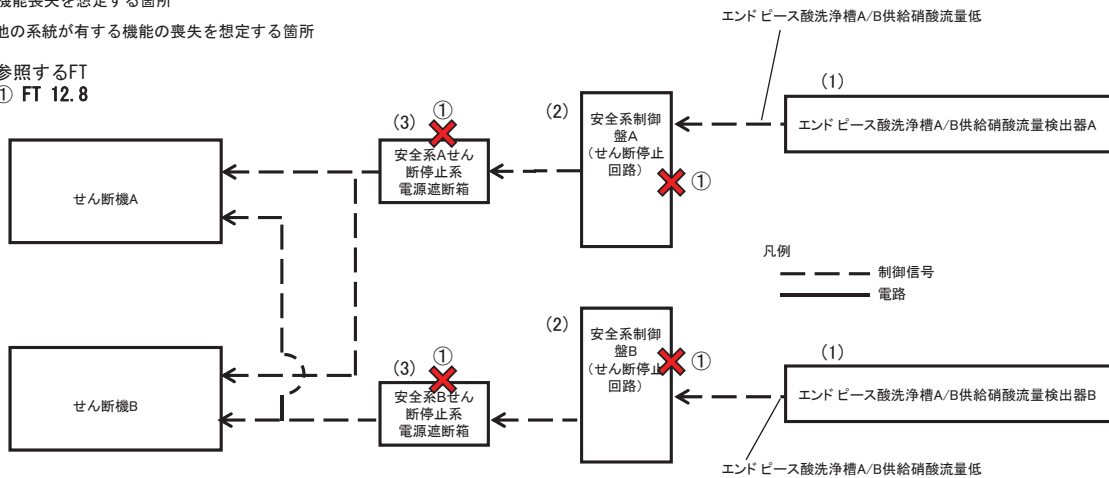 機能喪失を想定する箇所
他の系統が有する機能の喪失を想定する箇所
参照するFT
① FT 12.8
エンドピース酸洗浄槽A/B供給硝酸流量低
(1)
エンドピース酸洗浄槽A/B供給硝酸流量検出器A
(2)
安全系制御
盤A
(せん断停止
回路)
①
(3)
①
安全系Aせん
断停止系
電源遮断箱
せん断機A
凡例
制御信号
電路
(2)
安全系制御
盤B
(せん断停止
回路)
①
(1)
エンドピース酸洗浄槽A/B供給硝酸流量検出器B
(3)
①
安全系Bせん
断停止系
電源遮断箱
せん断機B
エンドピース酸洗浄槽A/B供給硝酸流量低